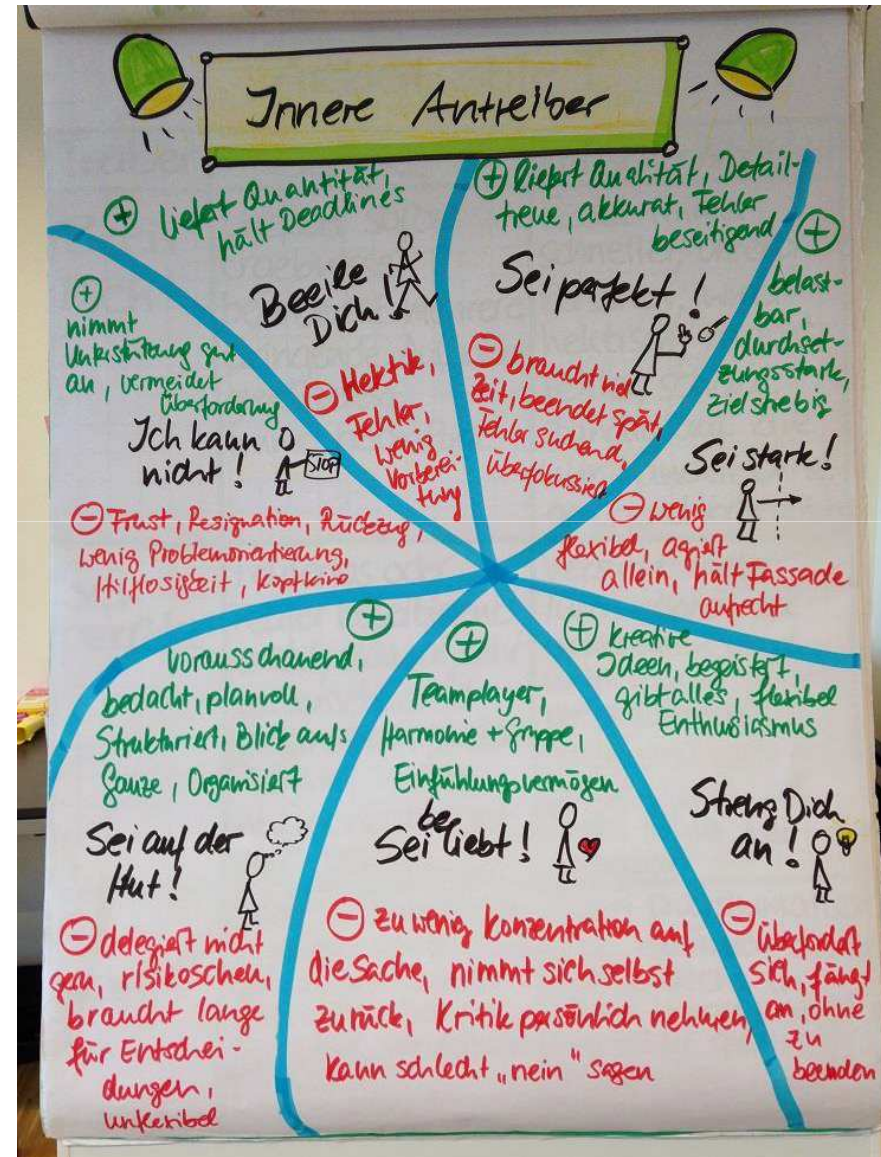 Innere Antreiber
⊕ liefert Quantität,
hält Deadlines
Beeile
Dich!
⊖ Hektik,
Fehler,
wenig
Vorberei-
tung
⊕ liefert Qualität, Detail-
treue, akkurat, Fehler
beseitigend
Sei perfekt!
⊖ braucht viel
Zeit, beendet spät,
Fehler suchend,
überfokussiert
⊕
belast-
bar,
durchset-
zungsstark,
zielstrebig
Sei stark!
⊖ wenig
flexibel, agiert
allein, hält Fassade
aufrecht
⊕ kreative
Ideen, begeistert,
gibt alles, flexibel
Enthusiasmus
Streng Dich
an!
⊖
überfordert
sich, fängt
an, ohne
zu
beenden
⊕
Teamplayer,
Harmonie + Gruppe,
Einfühlungsvermögen
Sei beliebt!
⊖ zu wenig Konzentration auf
die Sache, nimmt sich selbst
zurück, Kritik persönlich nehmen,
kann schlecht „nein" sagen
⊕
vorausschauend,
bedacht, planvoll,
Strukturiert, Blick aufs
Ganze, Organisiert
Sei auf der
Hut!
⊖ delegiert nicht
gern, risikoscheu,
braucht lange
für Entschei-
dungen,
unflexibel
⊕
nimmt
Unterstützung gut
an, vermeidet
Überforderung
Ich kann
nicht!
STOP
⊖ Frust, Resignation, Rückzug,
wenig Problemorientierung,
Hilflosigkeit, Kopfkino